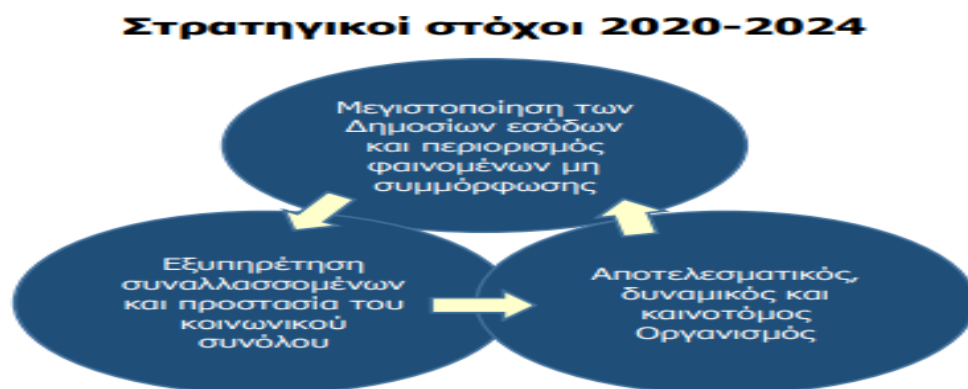 Στρατηγικοί στόχοι 2020-2024
Μεγιστοποίηση των
Δημοσίων εσόδων
και περιορισμός
φαινομένων μη
συμμόρφωσης
Εξυπηρέτηση
συναλλασσομένων
και προστασία του
κοινωνικού
συνόλου
Αποτελεσματικός,
δυναμικός και
καινοτόμος
Οργανισμός